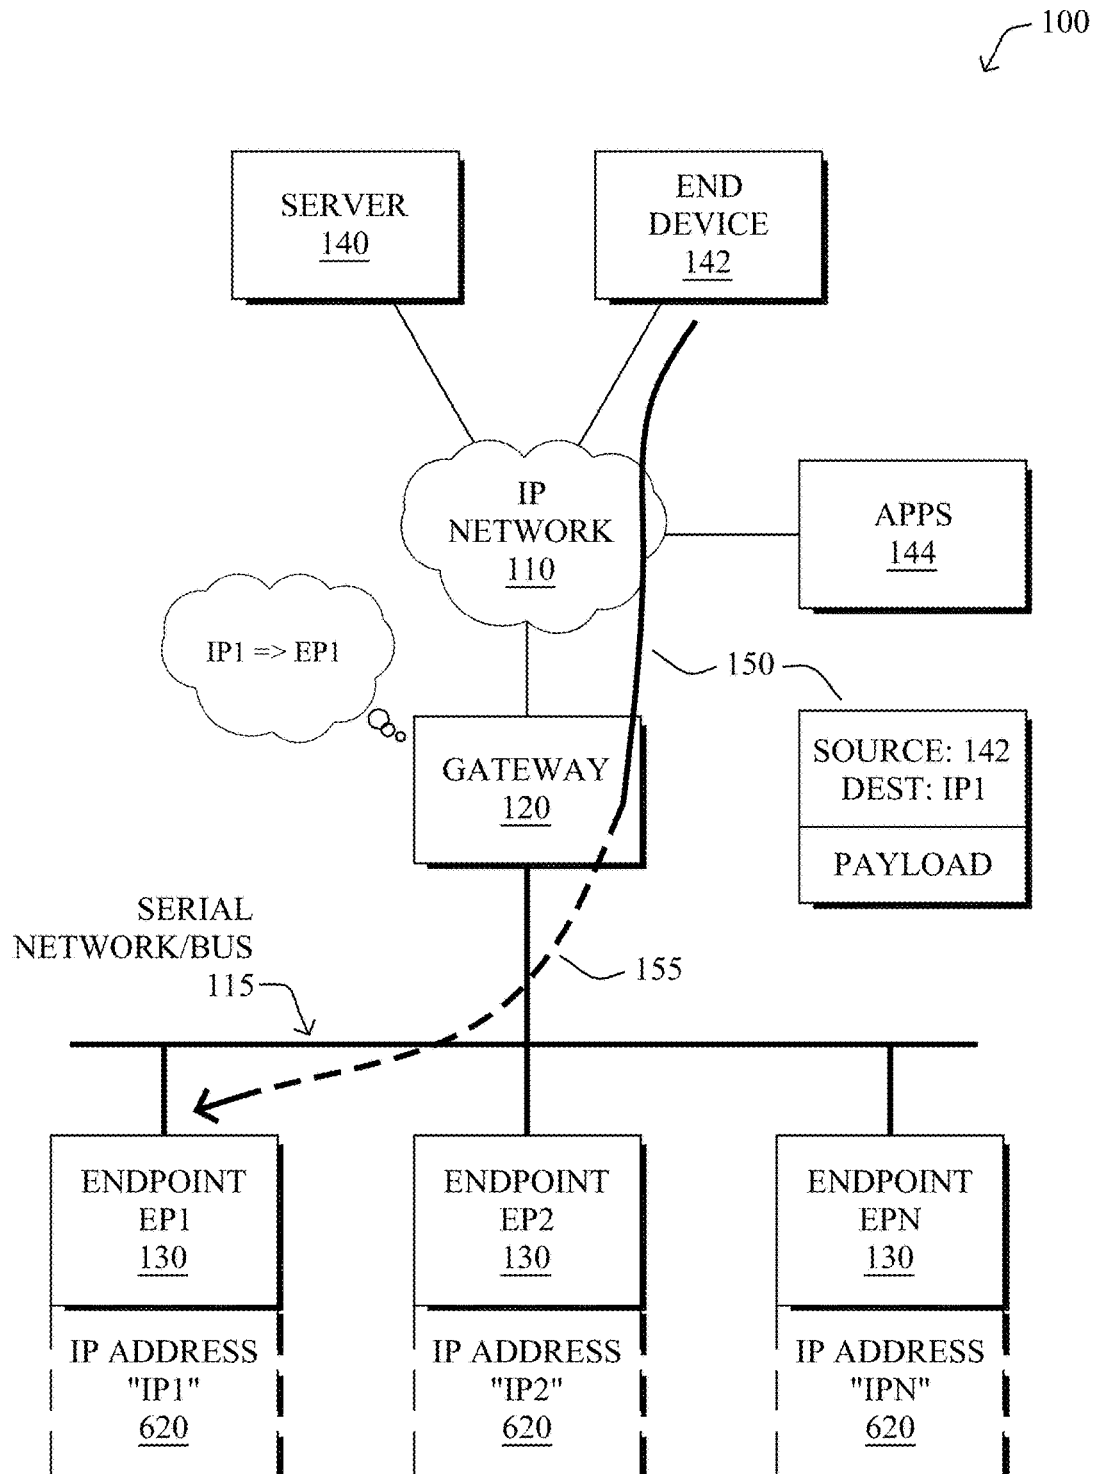 100
SERVER
140
END
DEVICE
142
IP
NETWORK
110
APPS
144
IP1 => EP1
150
GATEWAY
120
SOURCE: 142
DEST: IP1
PAYLOAD
SERIAL
NETWORK/BUS
115
155
ENDPOINT
EP1
130
ENDPOINT
EP2
130
ENDPOINT
EPN
130
IP ADDRESS
"IP1"
620
IP ADDRESS
"IP2"
620
IP ADDRESS
"IPN"
620